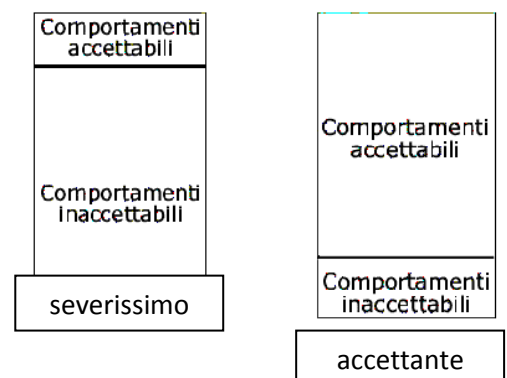 Comportamenti
accettabili
Comportamenti
inaccettabili
severissimo
Comportamenti
accettabili
Comportamenti
inaccettabili
accettante